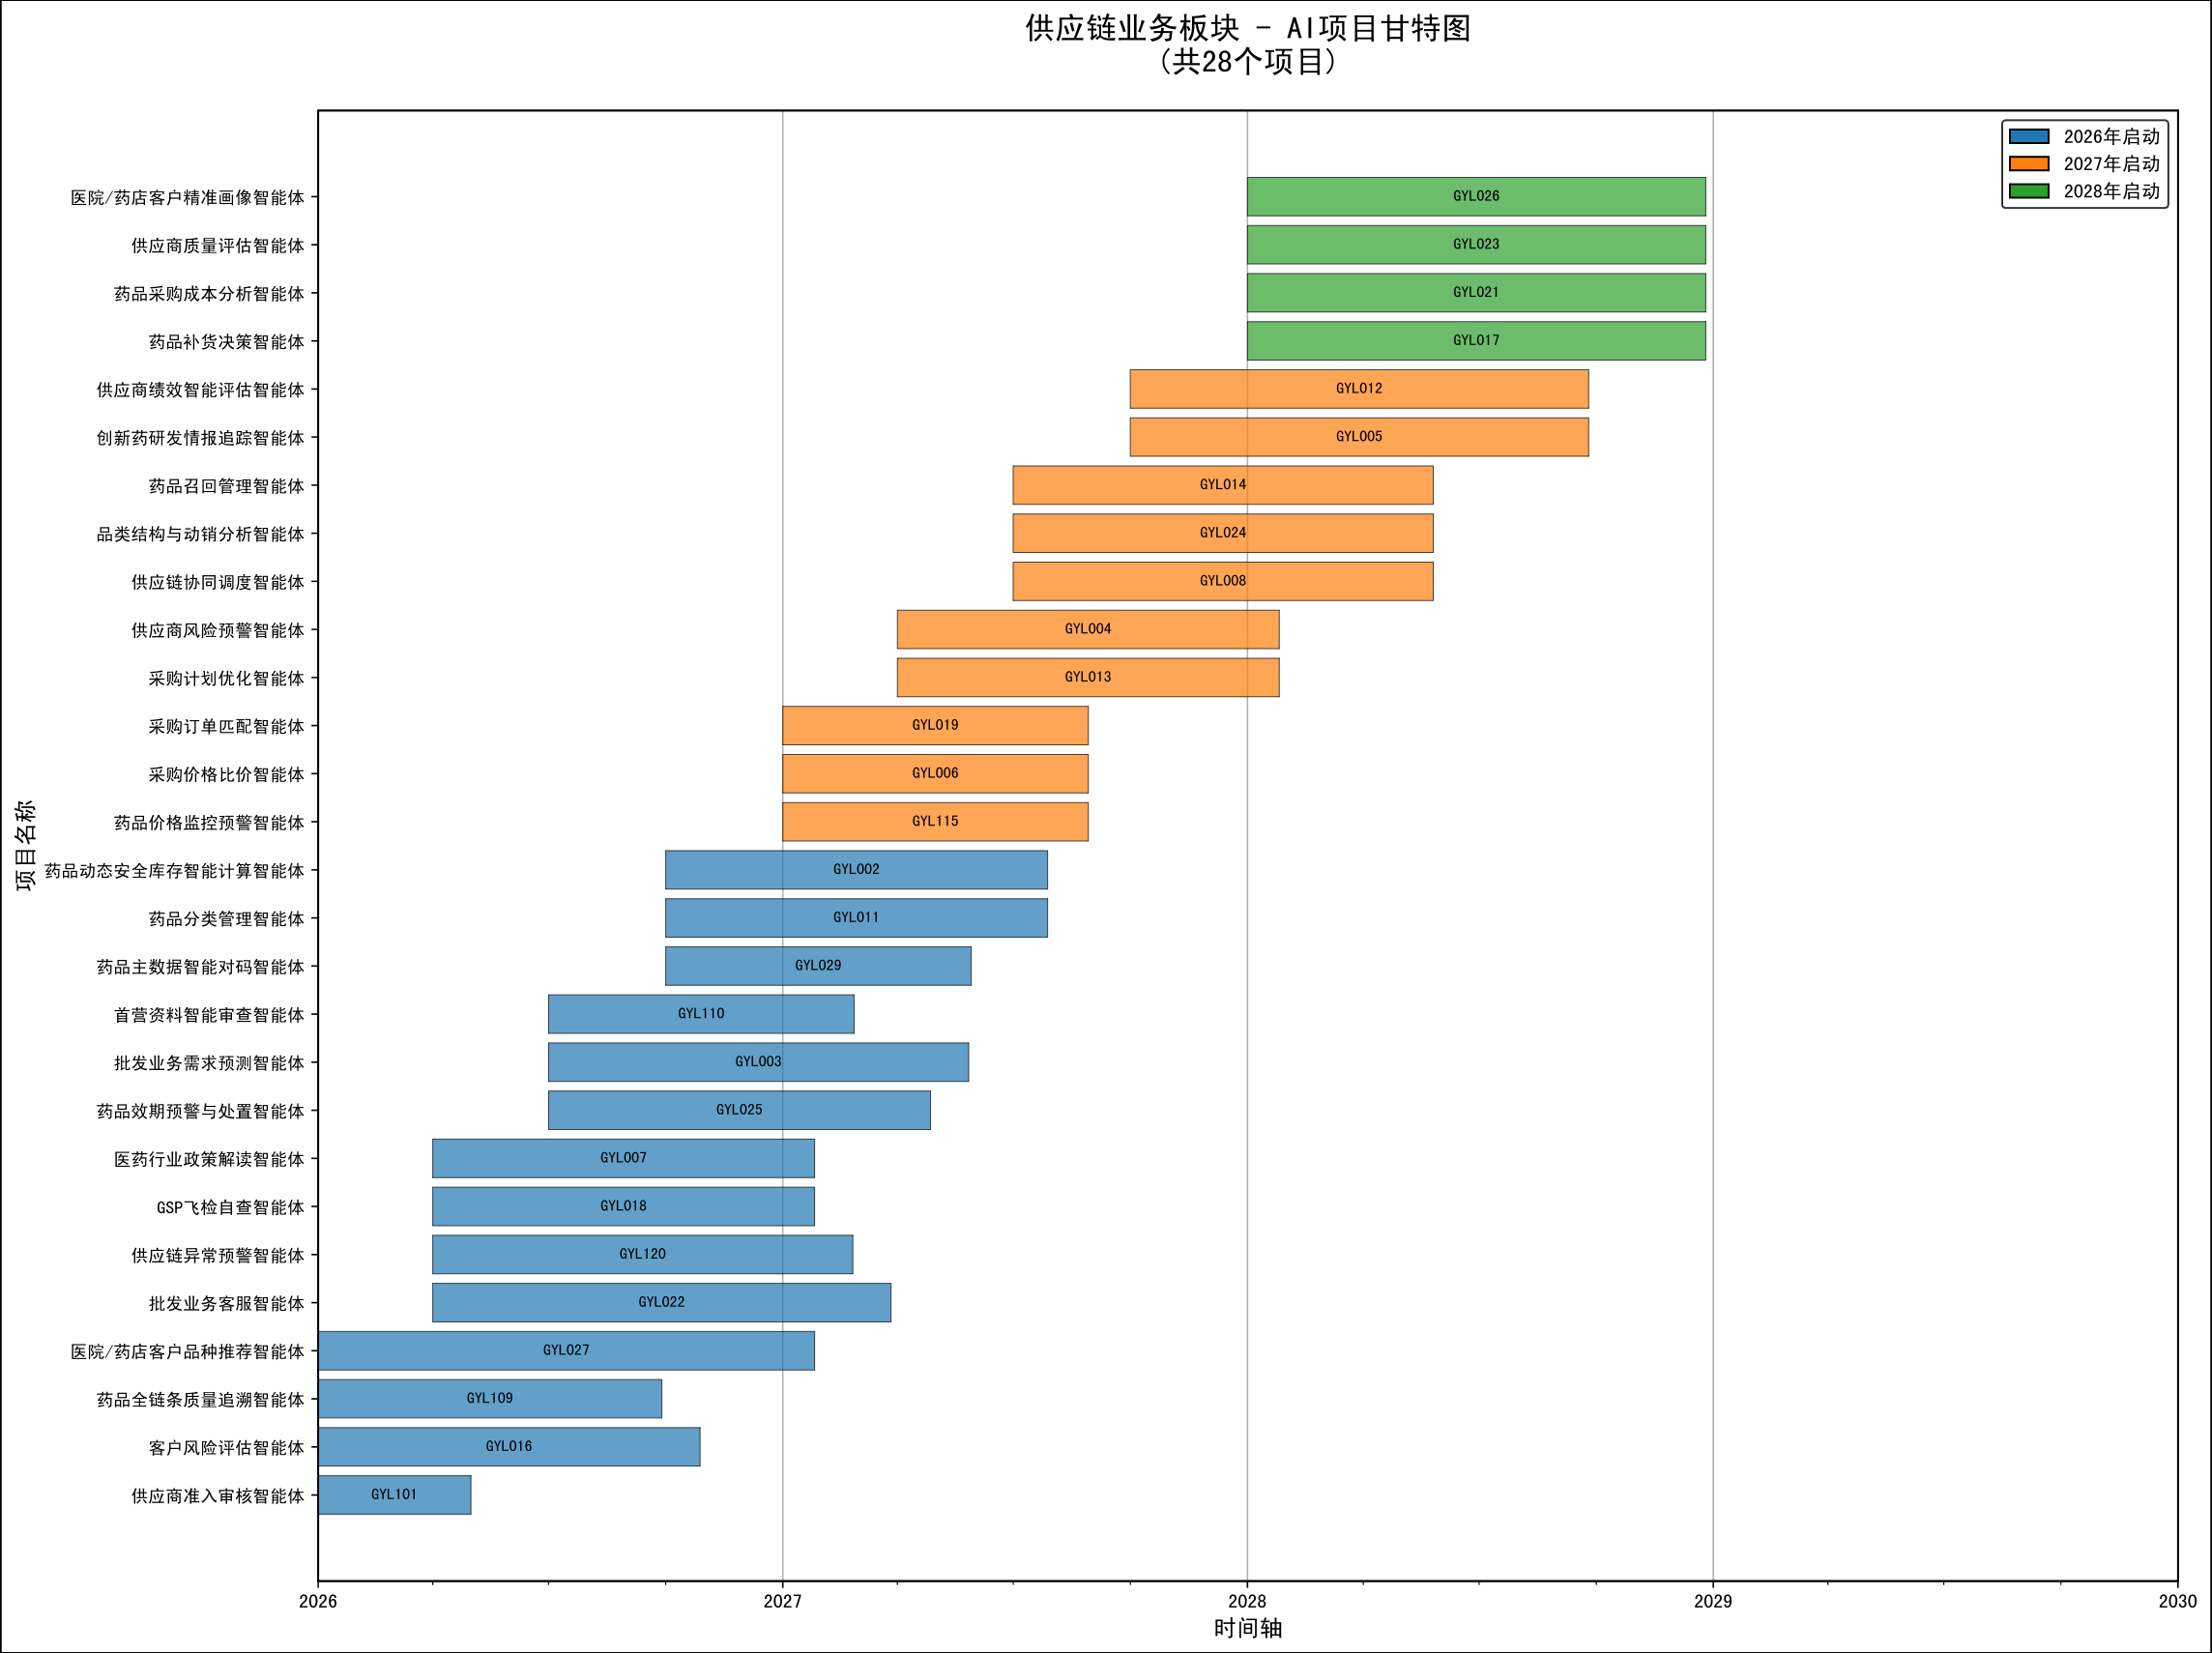 供应链业务板块 - AI项目甘特图
(共28个项目)
2026年启动
2027年启动
2028年启动
项目名称
医院/药店客户精准画像智能体 GYL026
供应商质量评估智能体 GYL023
药品采购成本分析智能体 GYL021
药品补货决策智能体 GYL017
供应商绩效智能评估智能体 GYL012
创新药研发情报追踪智能体 GYL005
药品召回管理智能体 GYL014
品类结构与动销分析智能体 GYL024
供应链协同调度智能体 GYL008
供应商风险预警智能体 GYL004
采购计划优化智能体 GYL013
采购订单匹配智能体 GYL019
采购价格比价智能体 GYL006
药品价格监控预警智能体 GYL115
药品动态安全库存智能计算智能体 GYL002
药品分类管理智能体 GYL011
药品主数据智能对码智能体 GYL029
首营资料智能审查智能体 GYL110
批发业务需求预测智能体 GYL003
药品效期预警与处置智能体 GYL025
医药行业政策解读智能体 GYL007
GSP飞检自查智能体 GYL018
供应链异常预警智能体 GYL120
批发业务客服智能体 GYL022
医院/药店客户品种推荐智能体 GYL027
药品全链条质量追溯智能体 GYL109
客户风险评估智能体 GYL016
供应商准入审核智能体 GYL101
2026 2027 2028 2029 2030
时间轴